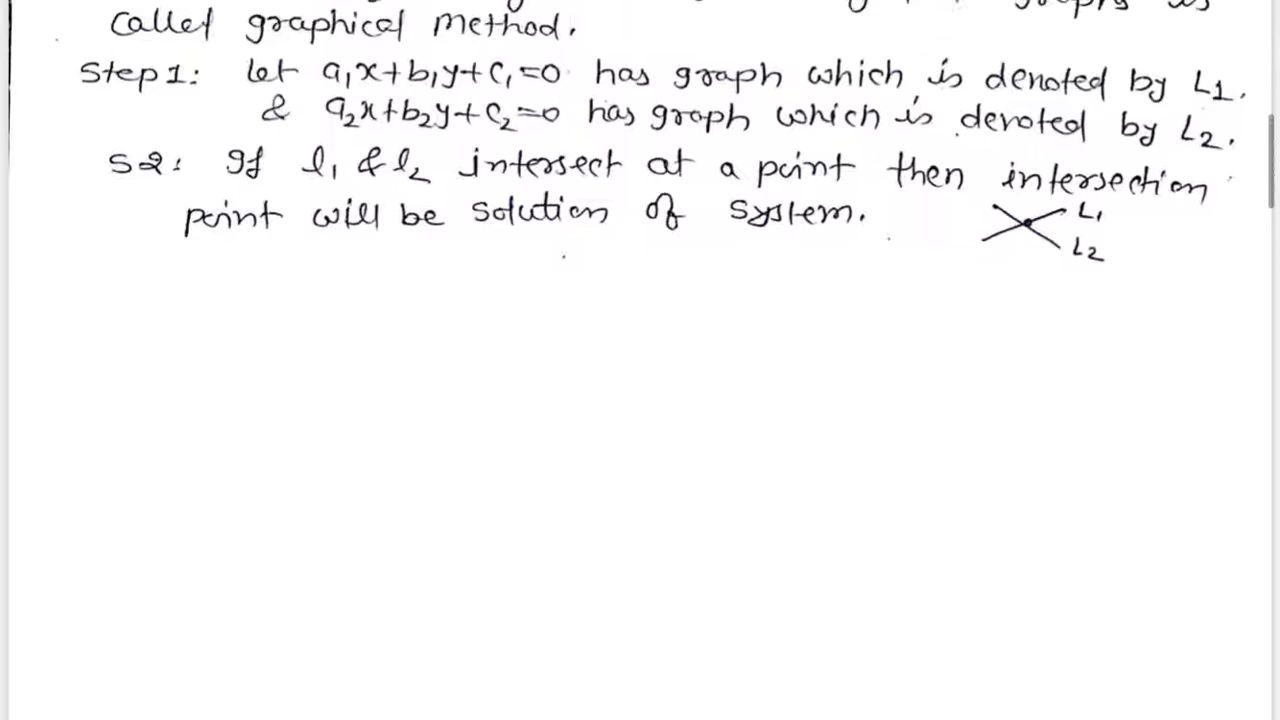 called graphical method.
Step 1: let a₁x+b₁y+c₁=0 has graph which is denoted by L1.
& a₂x+b₂y+c₂=0 has graph which is denoted by L2.
S2: If l₁ & l₂ intersect at a point then intersection
point will be solution of system.
L₁
L2